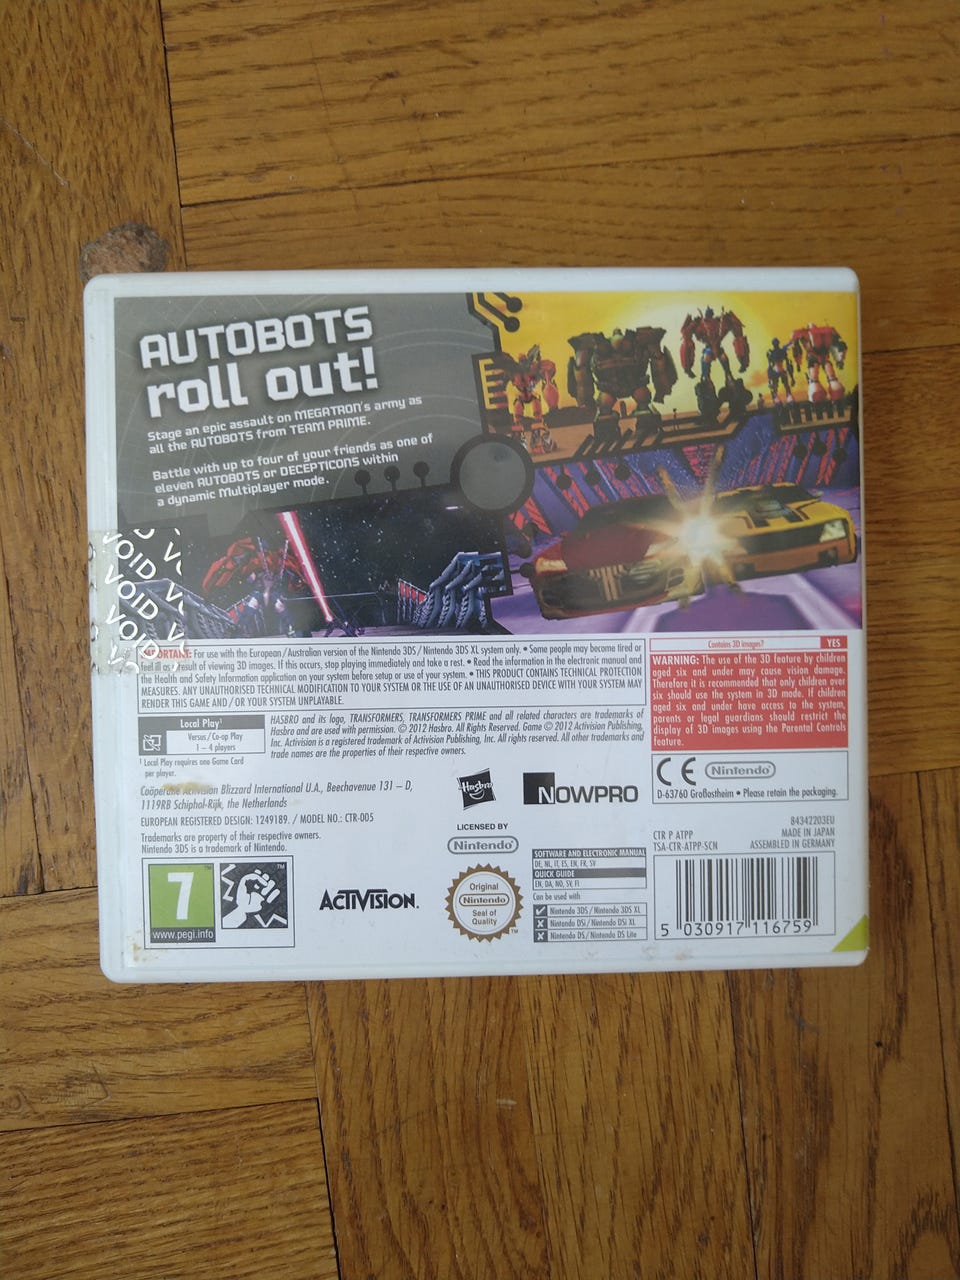 AUTOBOTS
roll out!
Stage an epic assault on MEGATRON's army as
all the AUTOBOTS from TEAM PRIME.
Battle with up to four of your friends as one of
eleven AUTOBOTS or DECEPTICONS within
a dynamic Multiplayer mode.
VOID
VOID
VOID
IMPORTANT: For use with the European/Australian version of the Nintendo 3DS/Nintendo 3DS XL system only. • Some people may become tired or
feel ill as result of viewing 3D images. If this occurs, stop playing immediately and take a rest. • Read the information in the electronic manual and
the Health and Safety Information application on your system before setup or use of your system. • THIS PRODUCT CONTAINS TECHNICAL PROTECTION
MEASURES. ANY UNAUTHORISED TECHNICAL MODIFICATION TO YOUR SYSTEM OR THE USE OF AN UNAUTHORISED DEVICE WITH YOUR SYSTEM MAY
RENDER THIS GAME AND/OR YOUR SYSTEM UNPLAYABLE.
Contains 3D images? YES
WARNING: The use of the 3D feature by children
aged six and under may cause vision damage.
Therefore it is recommended that only children over
six should use the system in 3D mode. If children
aged six and under have access to the system,
parents or legal guardians should restrict the
display of 3D images using the Parental Controls
feature.
Local Play¹
Versus/Co-op Play
1 – 4 players
¹ Local Play requires one Game Card
per player.
HASBRO and its logo, TRANSFORMERS, TRANSFORMERS PRIME and all related characters are trademarks of
Hasbro and are used with permission. © 2012 Hasbro. All Rights Reserved. Game © 2012 Activision Publishing,
Inc. Activision is a registered trademark of Activision Publishing, Inc. All rights reserved. All other trademarks and
trade names are the properties of their respective owners.
Coöperatie Activision Blizzard International U.A., Beechavenue 131 – D,
1119RB Schiphol-Rijk, the Netherlands
EUROPEAN REGISTERED DESIGN: 1249189. / MODEL NO.: CTR-005
Trademarks are property of their respective owners.
Nintendo 3DS is a trademark of Nintendo.
Hasbro
NOWPRO
CE Nintendo®
D-63760 Großostheim • Please retain the packaging.
LICENSED BY
Nintendo®
84342203EU
CTR P ATPP MADE IN JAPAN
TSA-CTR-ATPP-SCN ASSEMBLED IN GERMANY
7
™
www.pegi.info
™
ACTIVISION.
Original
Nintendo
Seal of
Quality
™
SOFTWARE AND ELECTRONIC MANUAL
DE, NL, IT, ES, EN, FR, SV
QUICK GUIDE
EN, DA, NO, SV, FI
Can be used with
Nintendo 3DS/Nintendo 3DS XL
Nintendo DSi/Nintendo DSi XL
Nintendo DS/Nintendo DS Lite
5 030917 116759